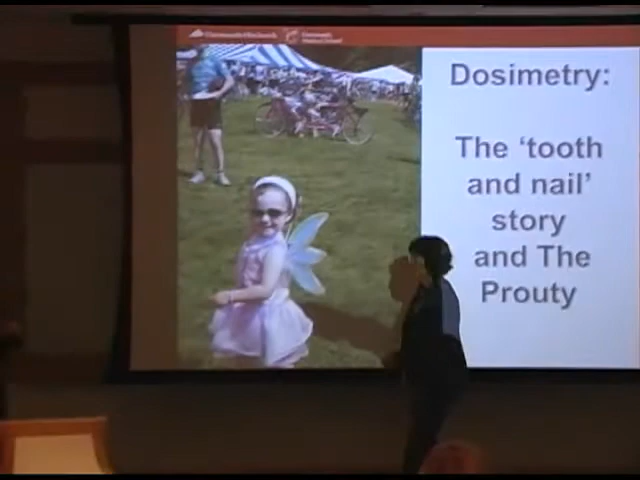 Dosimetry:
The ‘tooth
and nail’
story
and The
Prouty